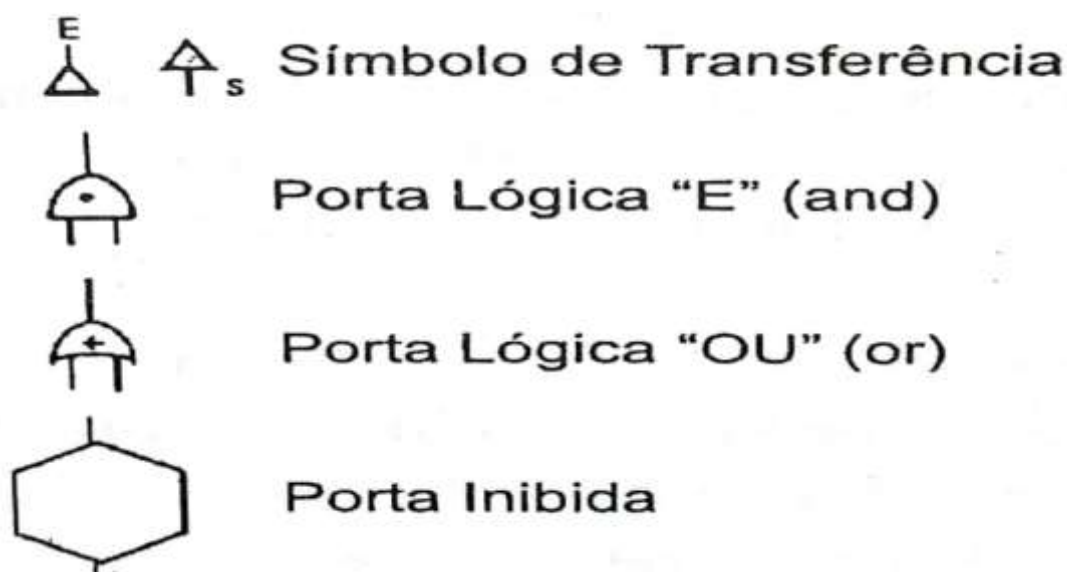 E
S Símbolo de Transferência
Porta Lógica “E” (and)
Porta Lógica “OU” (or)
Porta Inibida